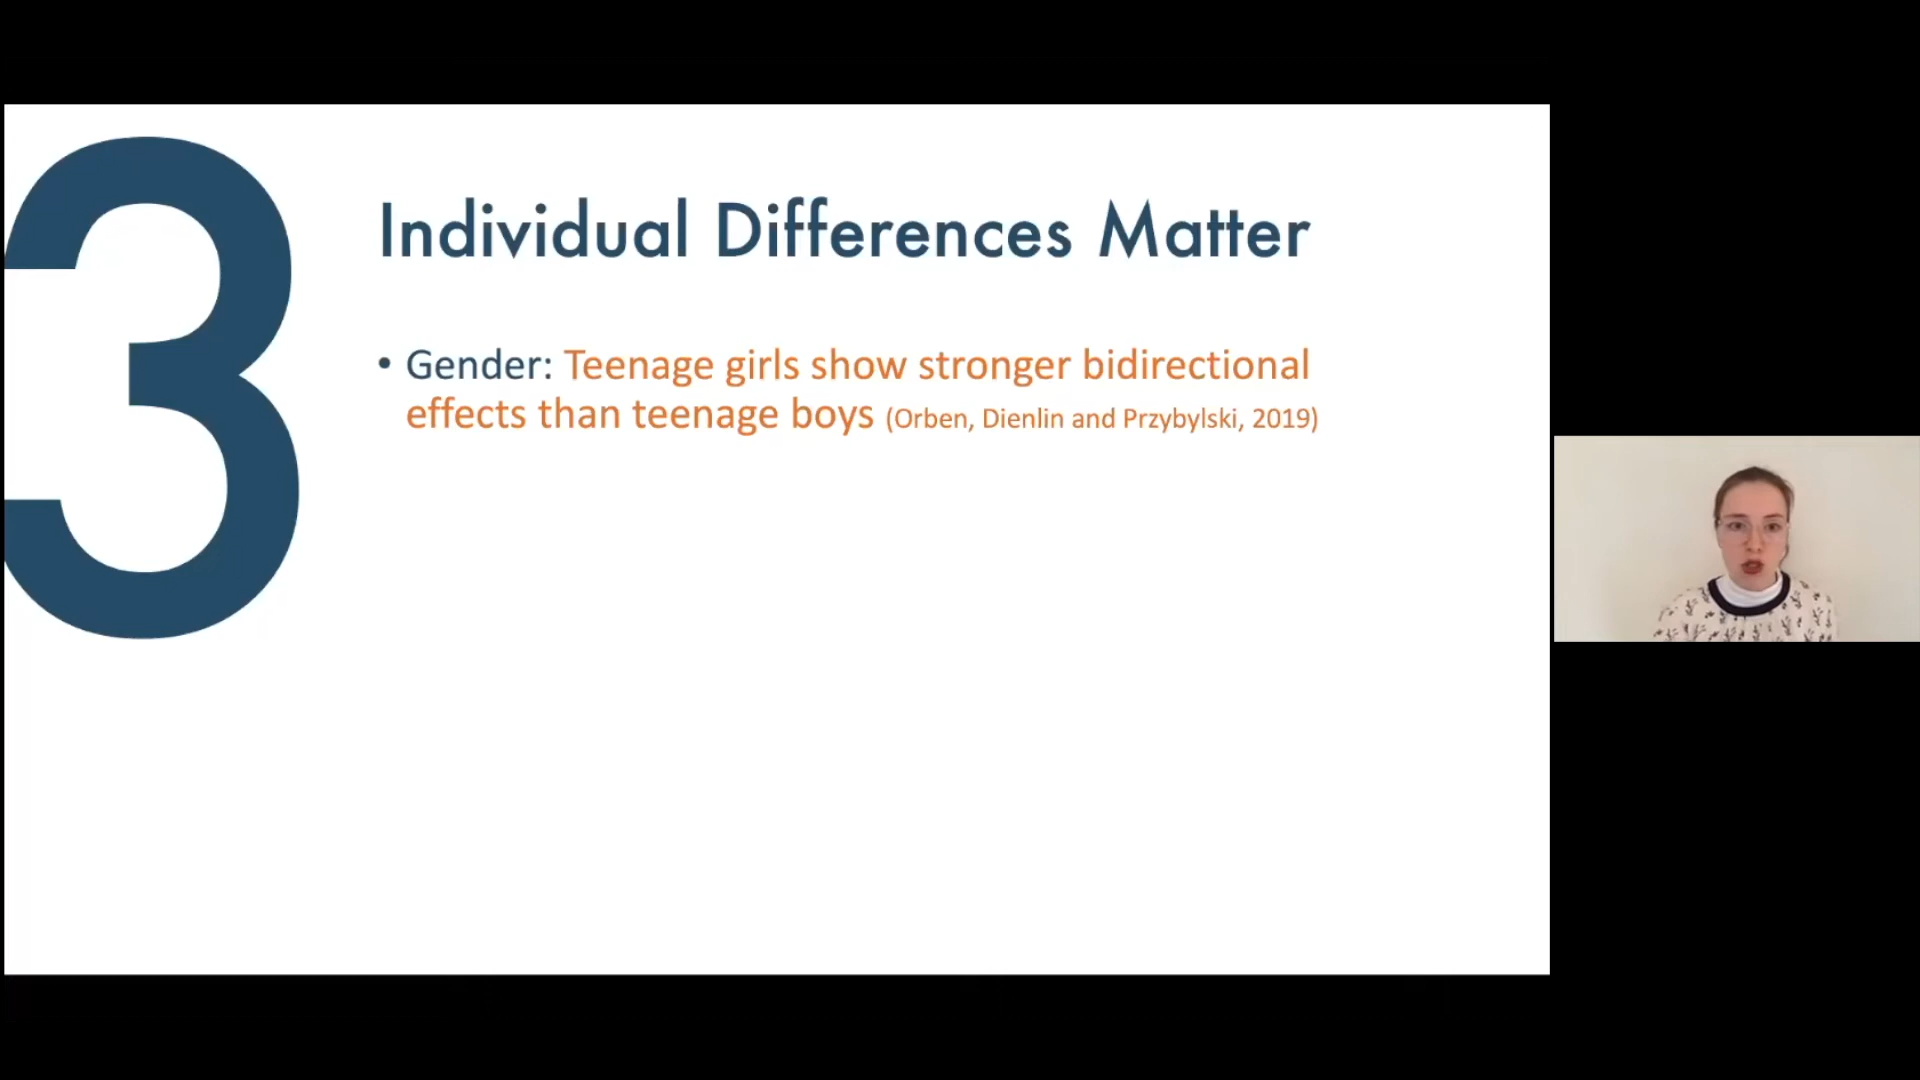 3
Individual Differences Matter
• Gender: Teenage girls show stronger bidirectional
effects than teenage boys (Orben, Dienlin and Przybylski, 2019)